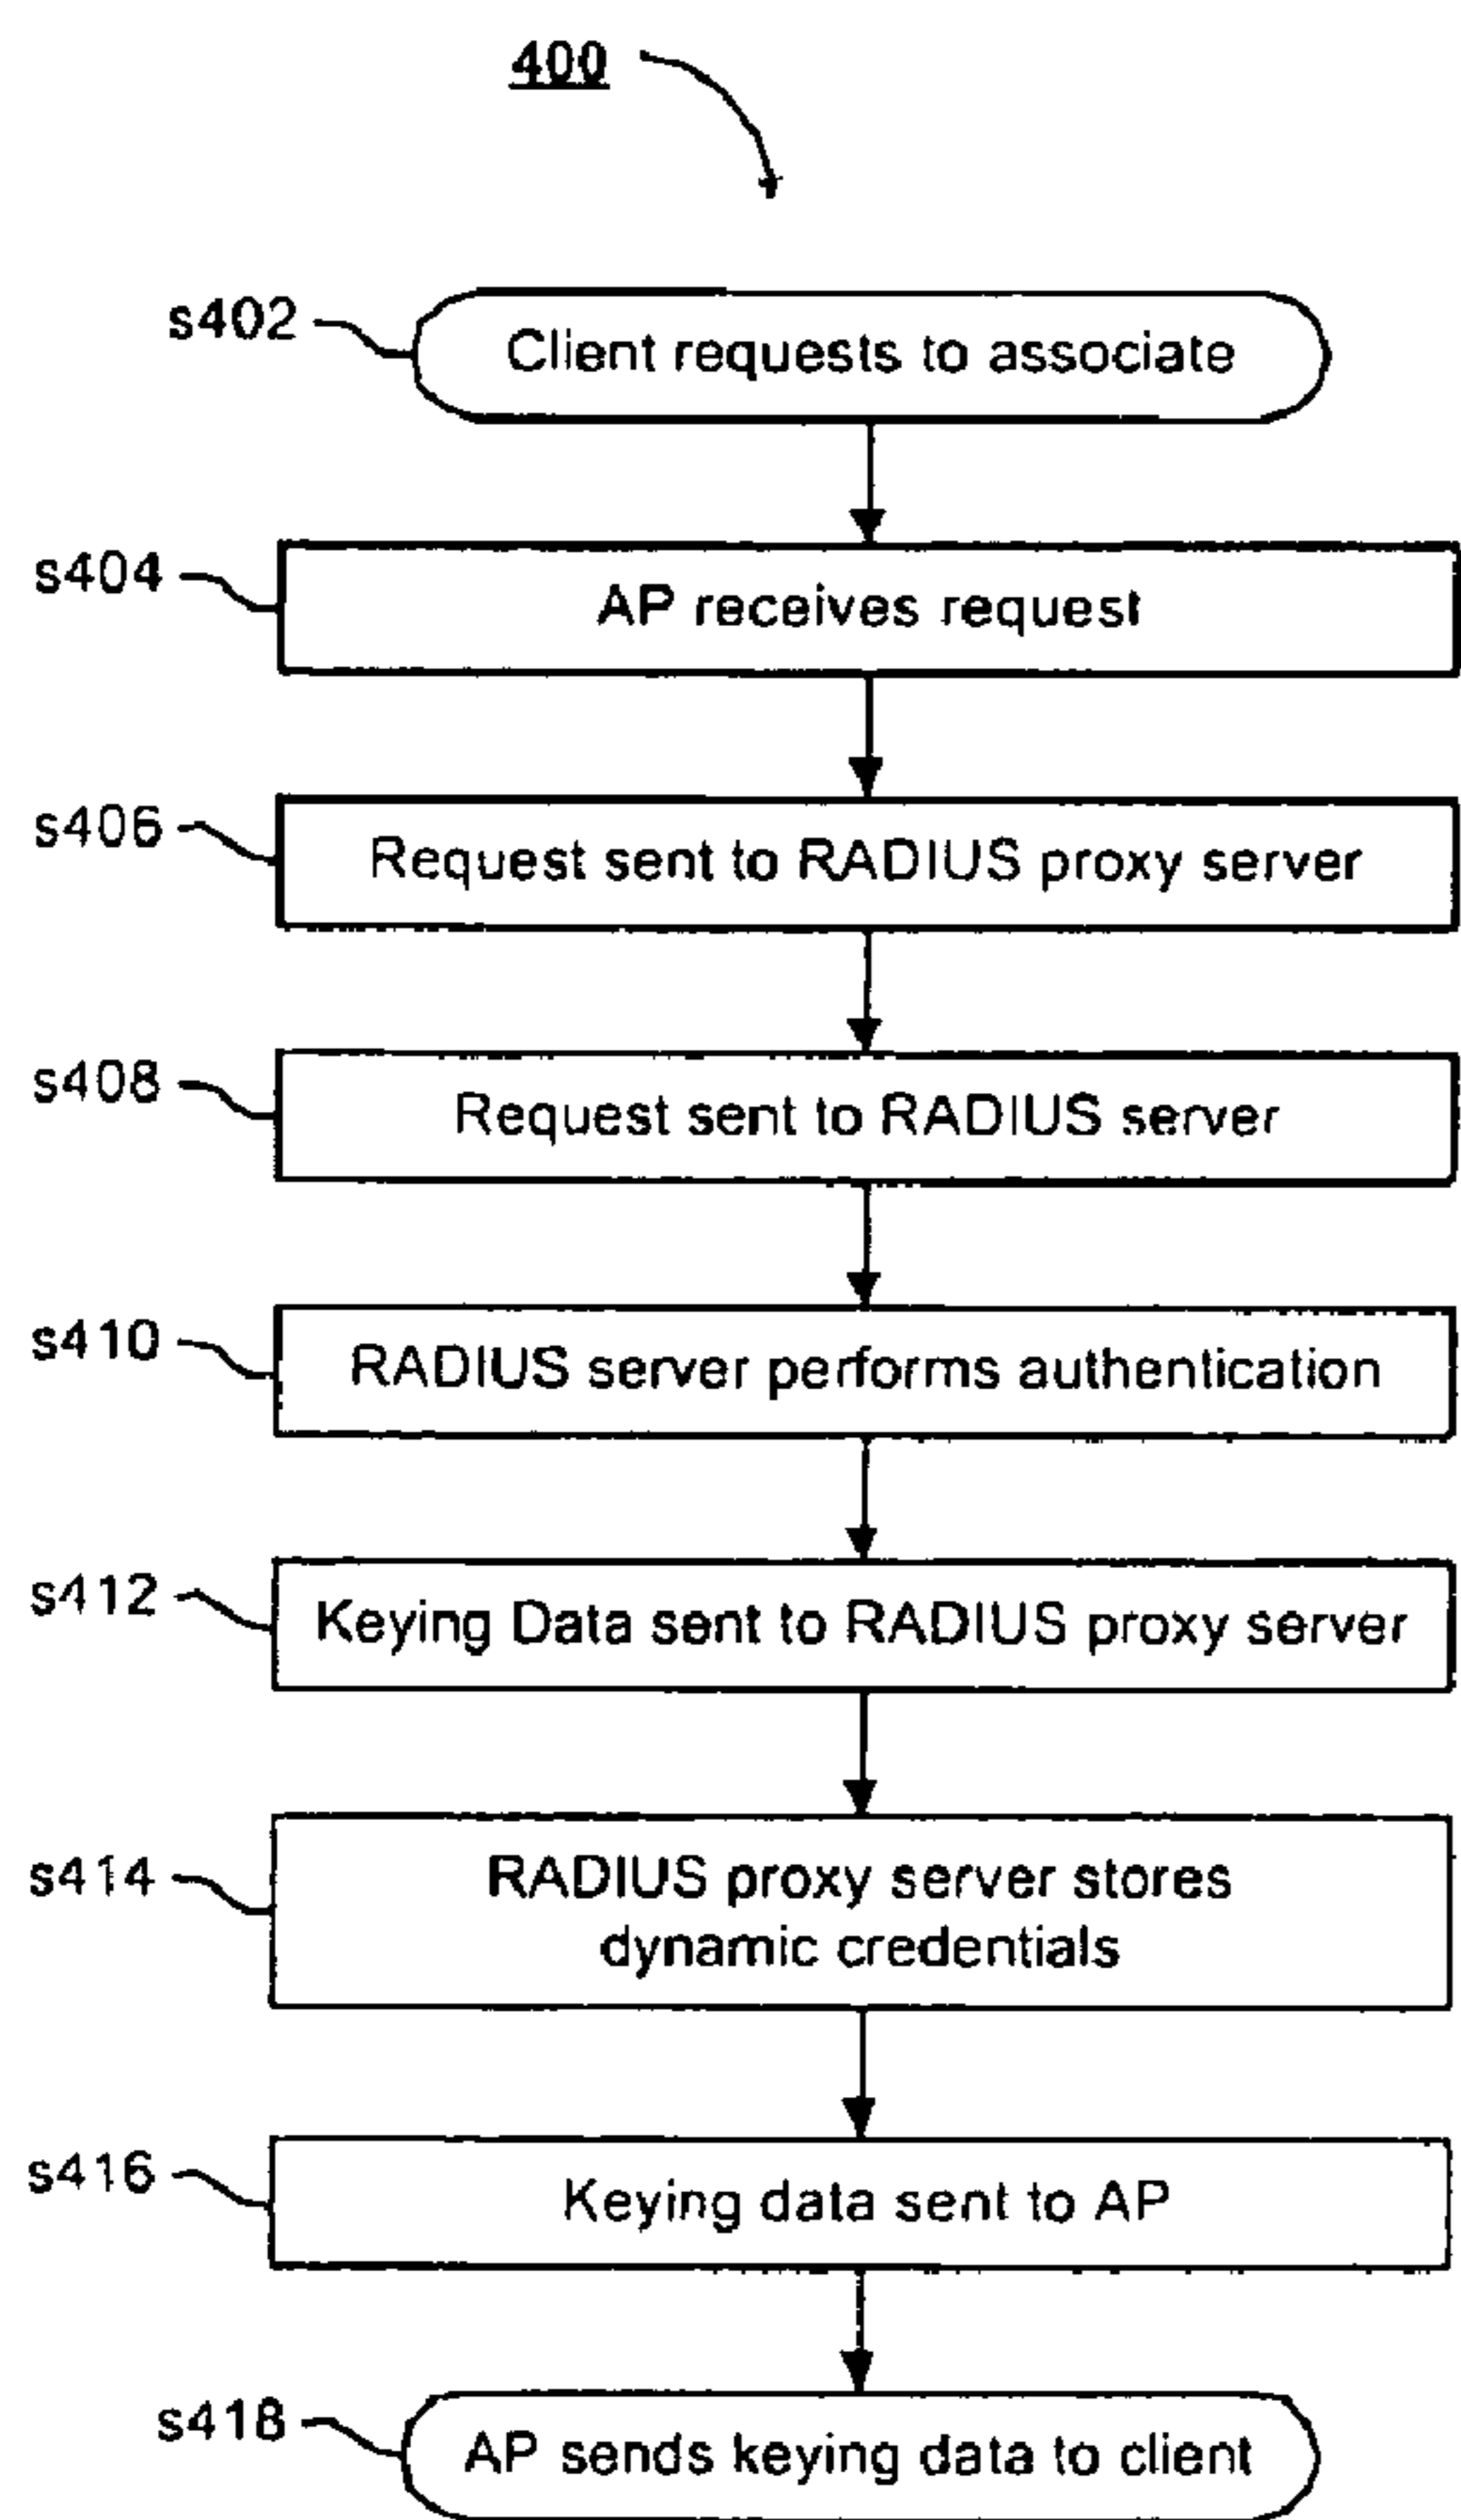 400
s402
Client requests to associate
s404
AP receives request
s406
Request sent to RADIUS proxy server
s408
Request sent to RADIUS server
s410
RADIUS server performs authentication
s412
Keying Data sent to RADIUS proxy server
s414
RADIUS proxy server stores
dynamic credentials
s416
Keying data sent to AP
s418
AP sends keying data to client